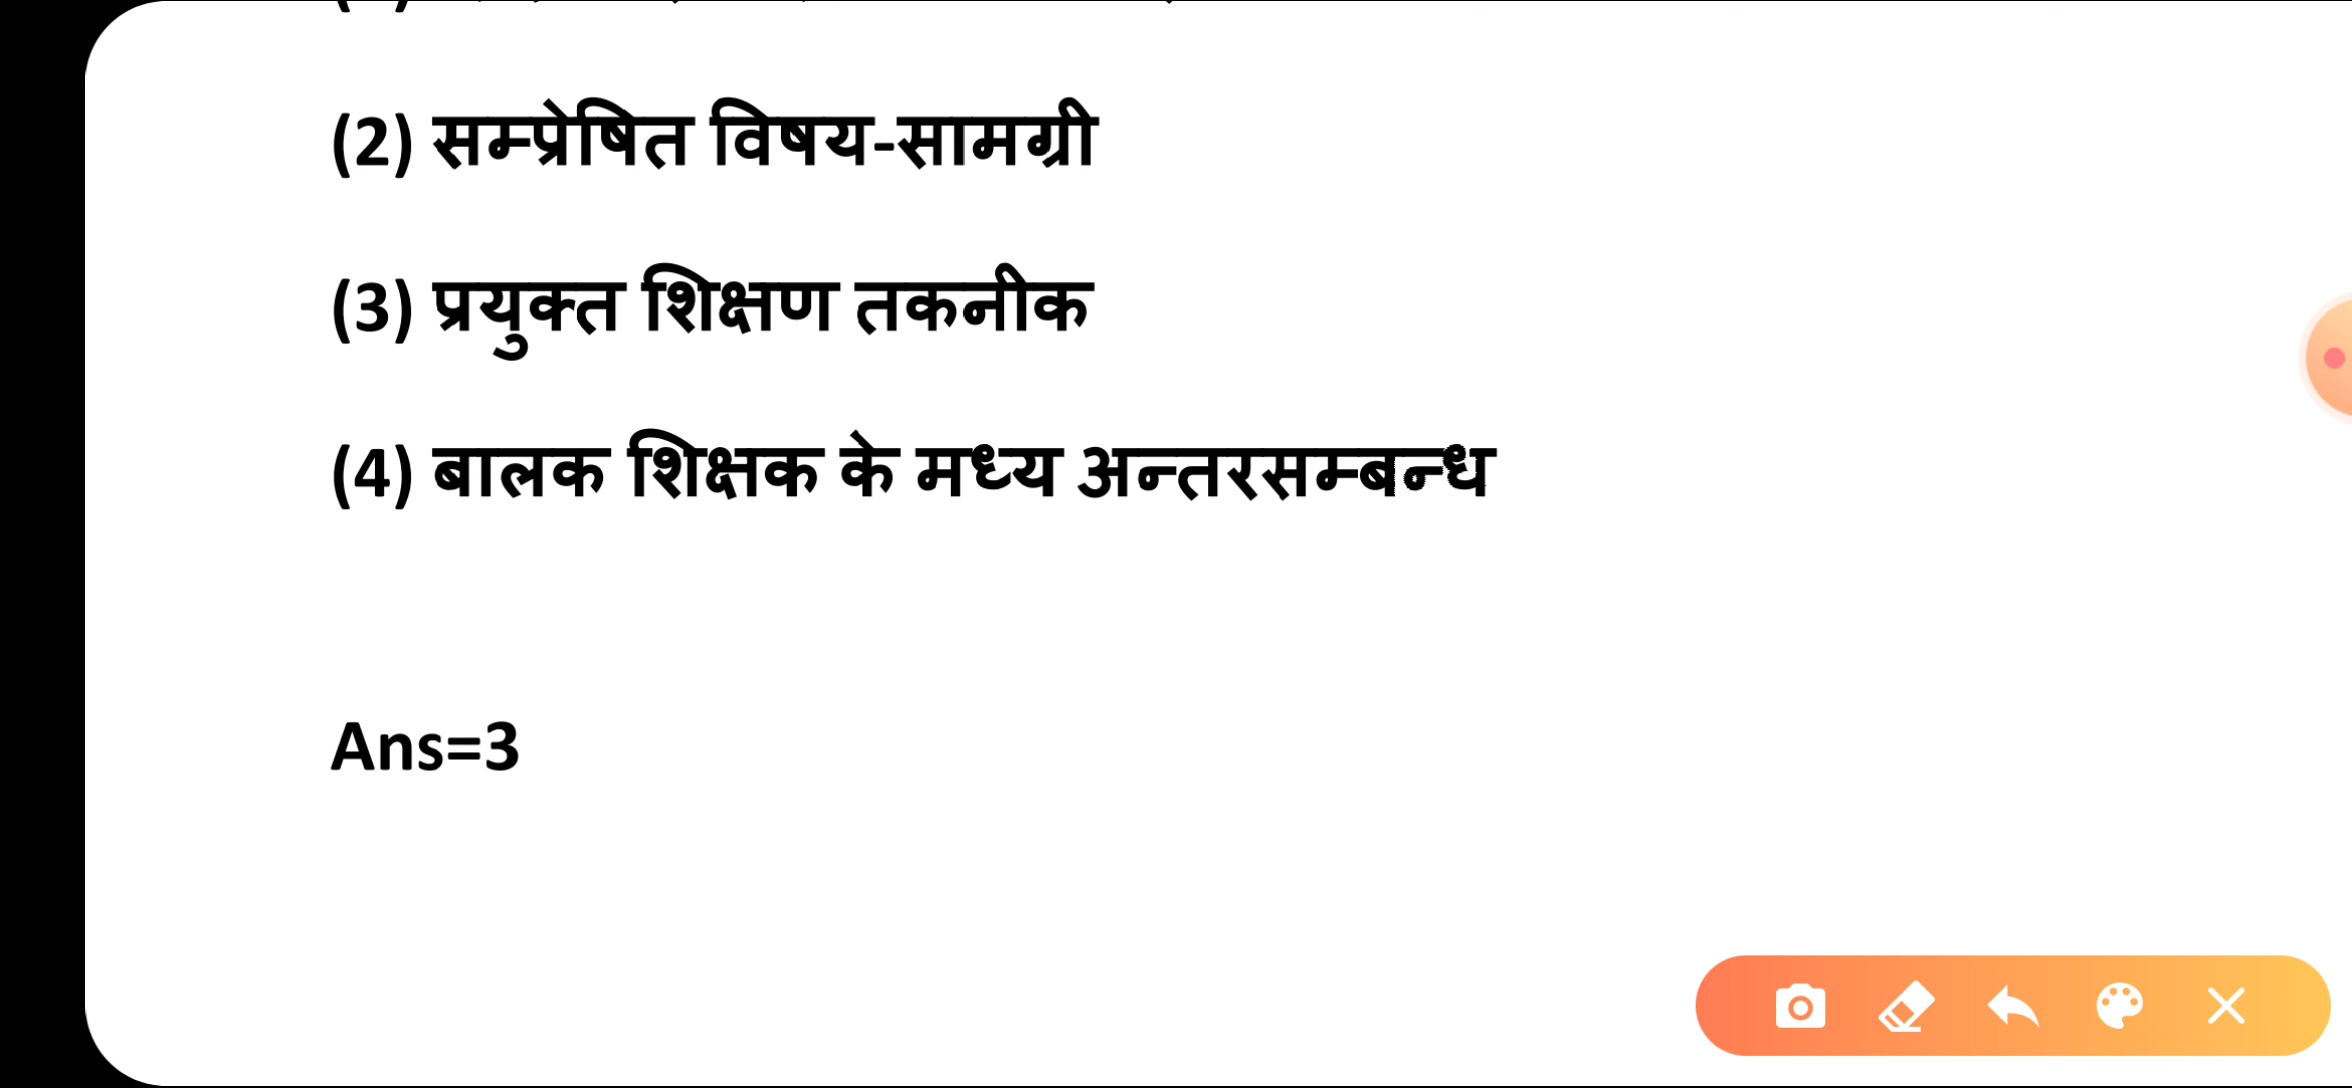 (2) सम्प्रेषित विषय-सामग्री
(3) प्रयुक्त शिक्षण तकनीक
(4) बालक शिक्षक के मध्य अन्तरसम्बन्ध
Ans=3